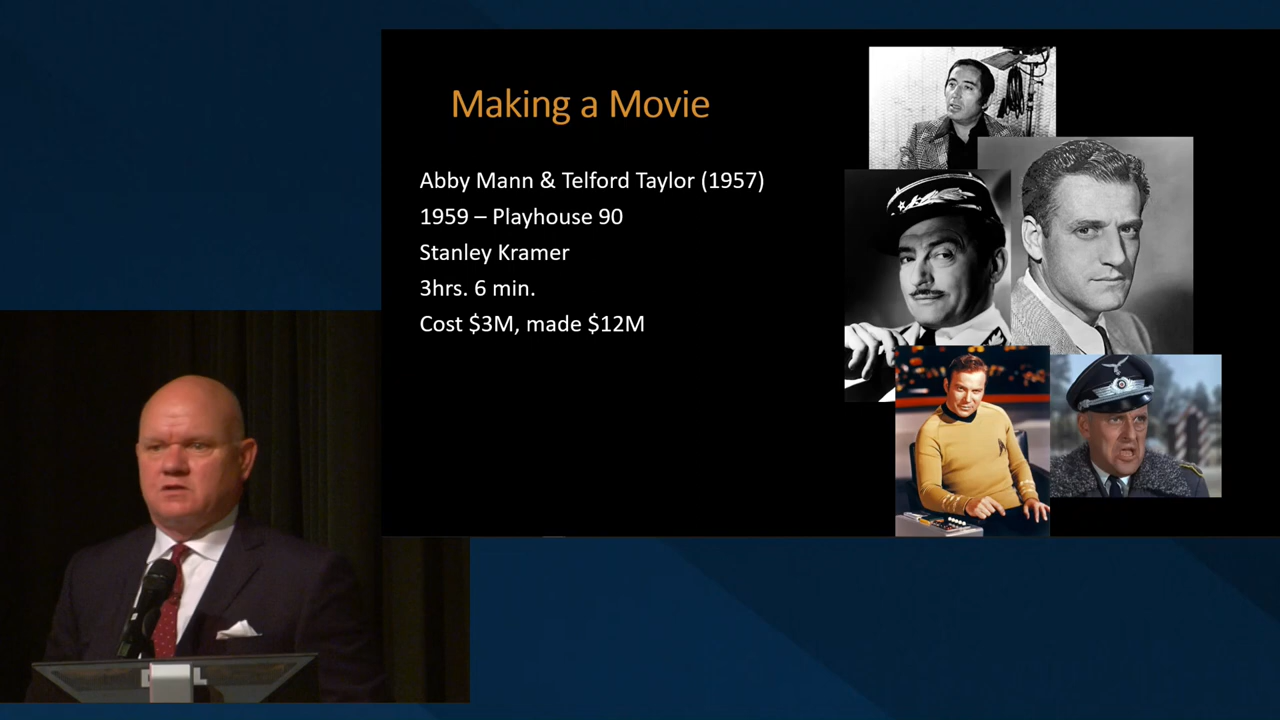 Making a Movie
Abby Mann & Telford Taylor (1957)
1959 – Playhouse 90
Stanley Kramer
3hrs. 6 min.
Cost $3M, made $12M